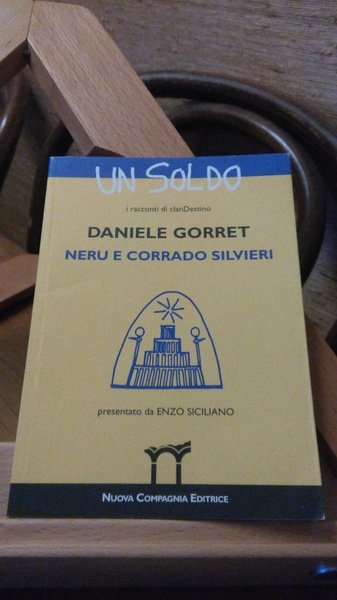 UN SOLDO
i racconti di clanDestino
DANIELE GORRET
NERU E CORRADO SILVIERI
presentato da ENZO SICILIANO
NUOVA COMPAGNIA EDITRICE